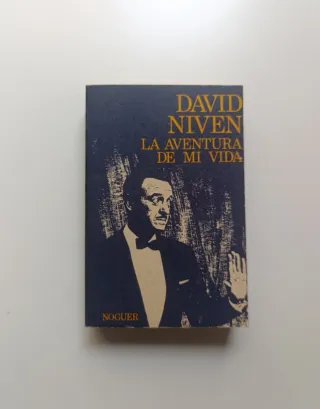 DAVID
NIVEN
LA AVENTURA
DE MI VIDA
NOGUER